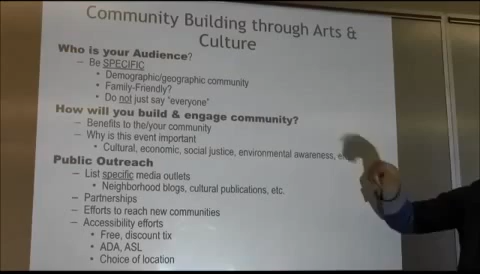 Community Building through Arts &
Culture
Who is your Audience?
– Be SPECIFIC
• Demographic/geographic community
• Family-Friendly?
• Do not just say "everyone"
How will you build & engage community?
– Benefits to the/your community
– Why is this event important
• Cultural, economic, social justice, environmental awareness,
Public Outreach
– List specific media outlets
• Neighborhood blogs, cultural publications, etc.
– Partnerships
– Efforts to reach new communities
– Accessibility efforts
• Free, discount tix
• ADA, ASL
• Choice of location